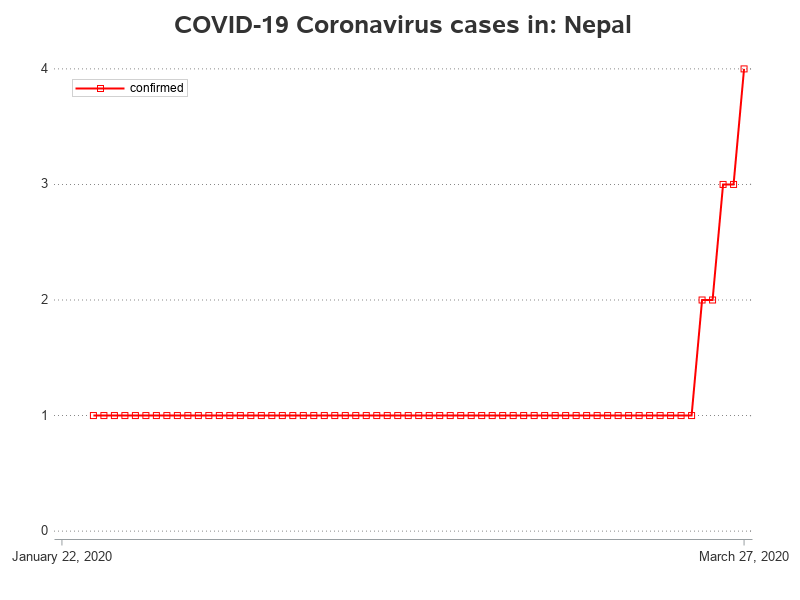 COVID-19 Coronavirus cases in: Nepal
4
confirmed
3
2
1
0
January 22, 2020
March 27, 2020